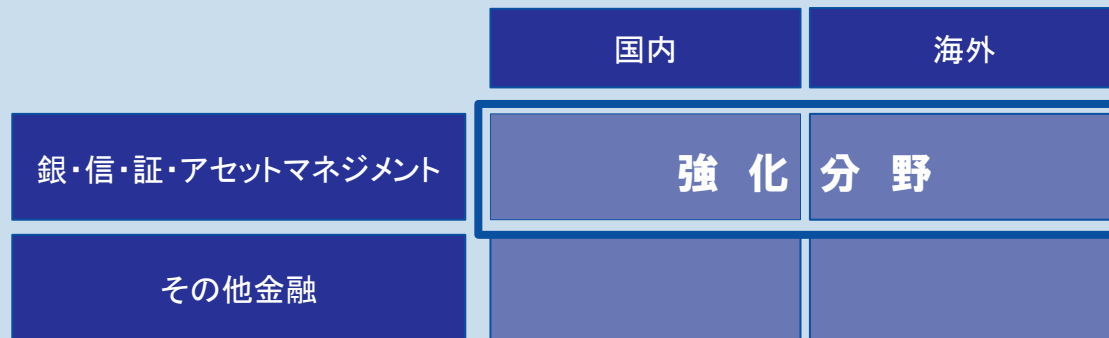 国内
海外
銀・信・証・アセットマネジメント
強化分野
その他金融